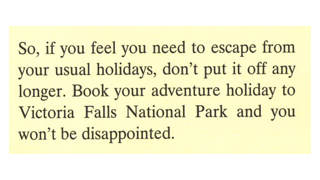 So, if you feel you need to escape from
your usual holidays, don't put it off any
longer. Book your adventure holiday to
Victoria Falls National Park and you
won't be disappointed.